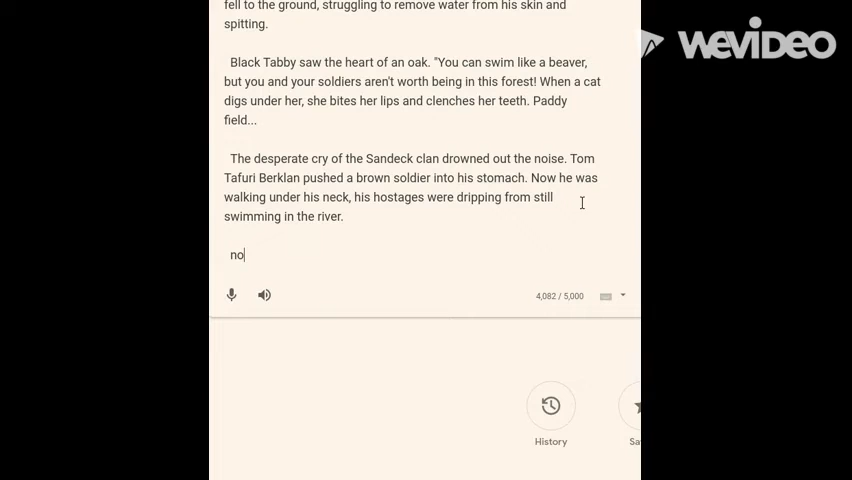 fell to the ground, struggling to remove water from his skin and
spitting.
Black Tabby saw the heart of an oak. "You can swim like a beaver,
but you and your soldiers aren't worth being in this forest! When a cat
digs under her, she bites her lips and clenches her teeth. Paddy
field...
The desperate cry of the Sandeck clan drowned out the noise. Tom
Tafuri Berklan pushed a brown soldier into his stomach. Now he was
walking under his neck, his hostages were dripping from still
swimming in the river.
no
4,082 / 5,000
History
Sa
WEVIDEO